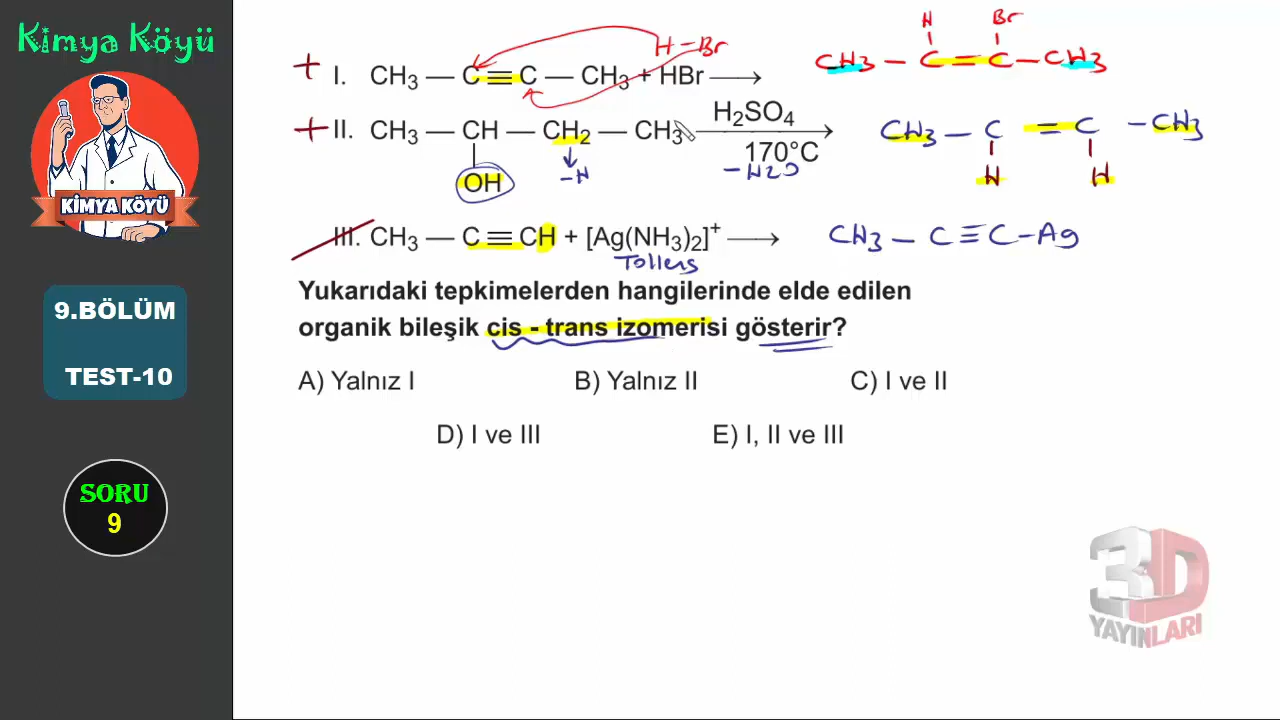 Kimya Köyü
KİMYA KÖYÜ
9.BÖLÜM
TEST-10
SORU
9
H - Br
+ I. CH₃ — C ≡ C — CH₃ + HBr ⟶
H Br
CH₃ — C = C — CH₃
+ II. CH₃ — CH — CH₂ — CH₃
OH
-H
H₂SO₄
170°C
-H2O
CH₃ — C = C - CH₃
H H
III. CH₃ — C ≡ CH + [Ag(NH₃)₂]⁺ ⟶ CH₃ — C ≡ C - Ag
Tollens
Yukarıdaki tepkimelerden hangilerinde elde edilen
organik bileşik cis - trans izomerisi gösterir?
A) Yalnız I B) Yalnız II C) I ve II
D) I ve III E) I, II ve III
3D
YAYINLARI